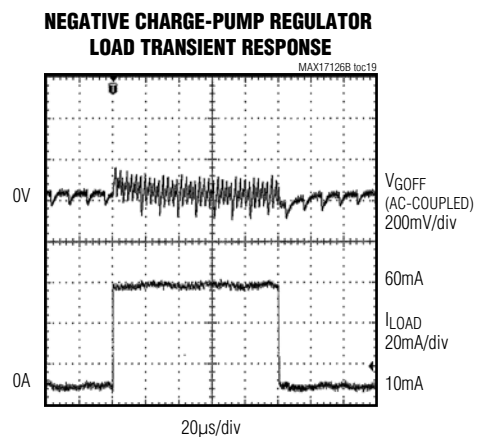 NEGATIVE CHARGE-PUMP REGULATOR
LOAD TRANSIENT RESPONSE
MAX17126B toc19
T
0V
VGOFF
(AC-COUPLED)
200mV/div
60mA
ILOAD
20mA/div
0A
10mA
20µs/div